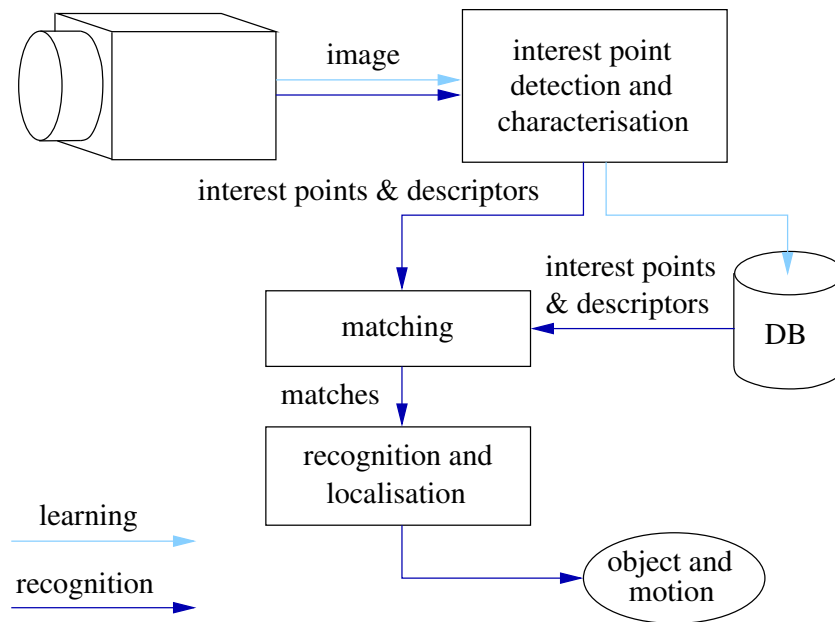 image
interest point
detection and
characterisation
interest points & descriptors
interest points
& descriptors
matching
DB
matches
recognition and
localisation
learning
object and
motion
recognition